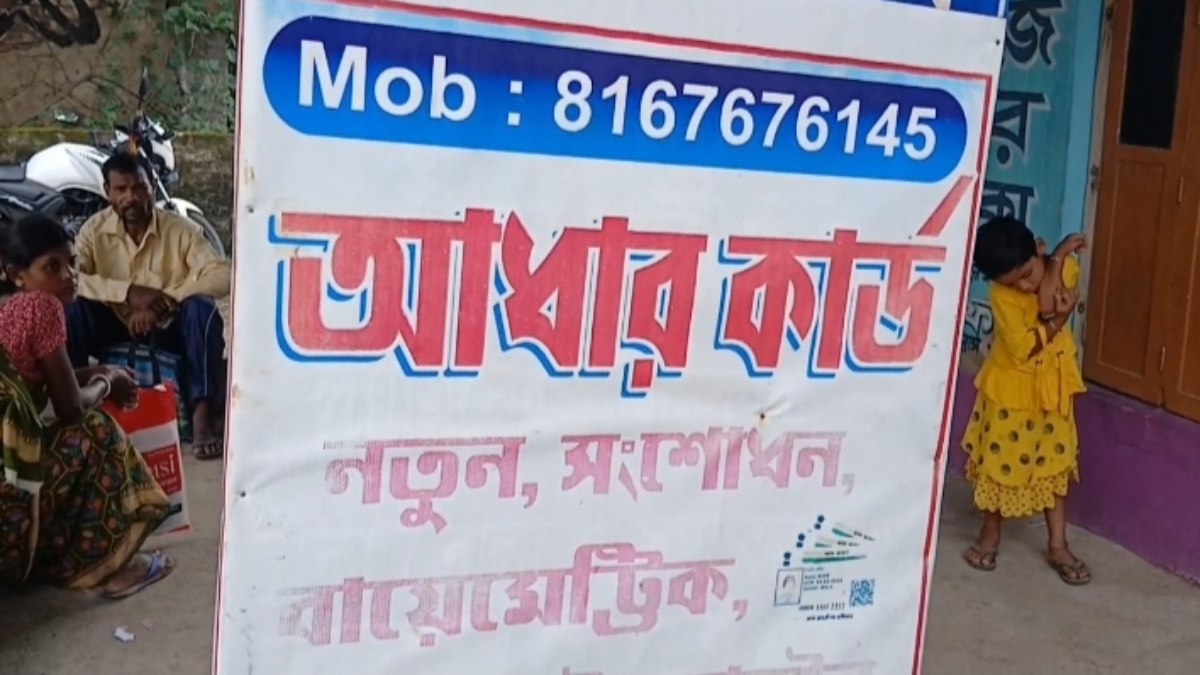 Mob : 8167676145
আধার কার্ড
নতুন, সংশোধন,
বায়েমেট্রিক,